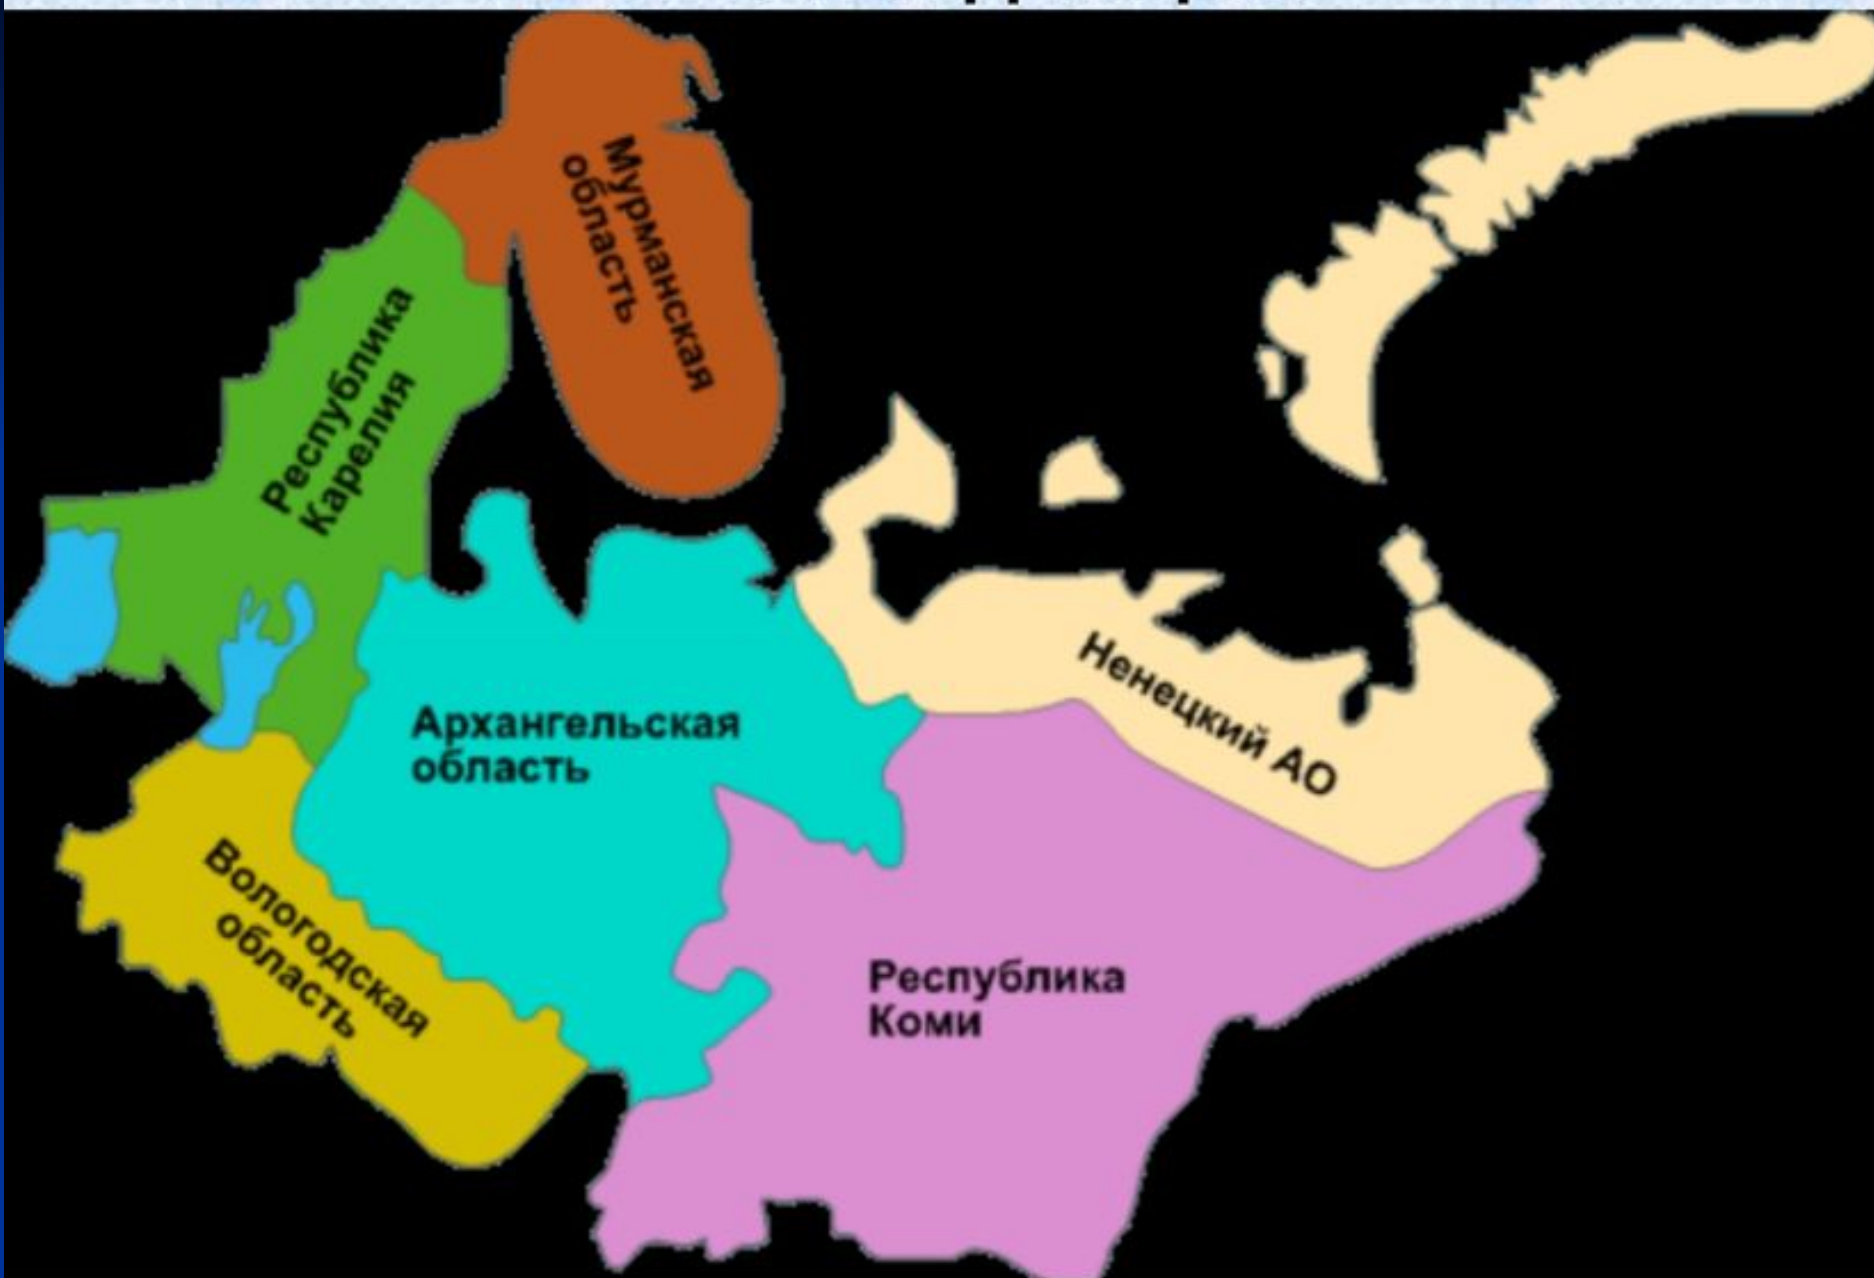 Мурманская
область
Республика
Карелия
Архангельская
область
Ненецкий АО
Вологодская
область
Республика
Коми